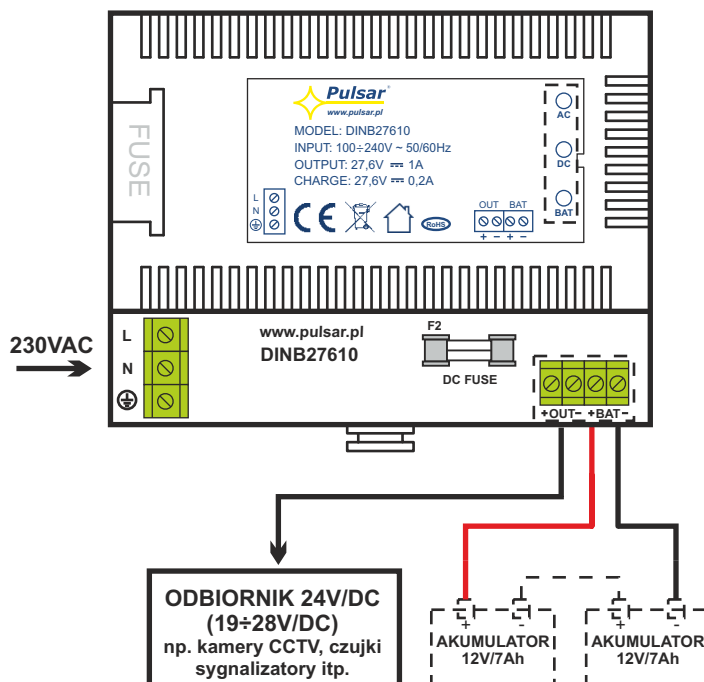 Pulsar
www.pulsar.pl
MODEL: DINB27610
INPUT: 100÷240V ~ 50/60Hz
OUTPUT: 27,6V ⎓ 1A
CHARGE: 27,6V ⎓ 0,2A
L
N
CE
RoHS
OUT BAT
+ − + −
AC
DC
BAT
FUSE
230VAC
L
N
www.pulsar.pl
DINB27610
F2
DC FUSE
+OUT− +BAT−
ODBIORNIK 24V/DC
(19÷28V/DC)
np. kamery CCTV, czujki
sygnalizatory itp.
+ -
AKUMULATOR
12V/7Ah
+ -
AKUMULATOR
12V/7Ah